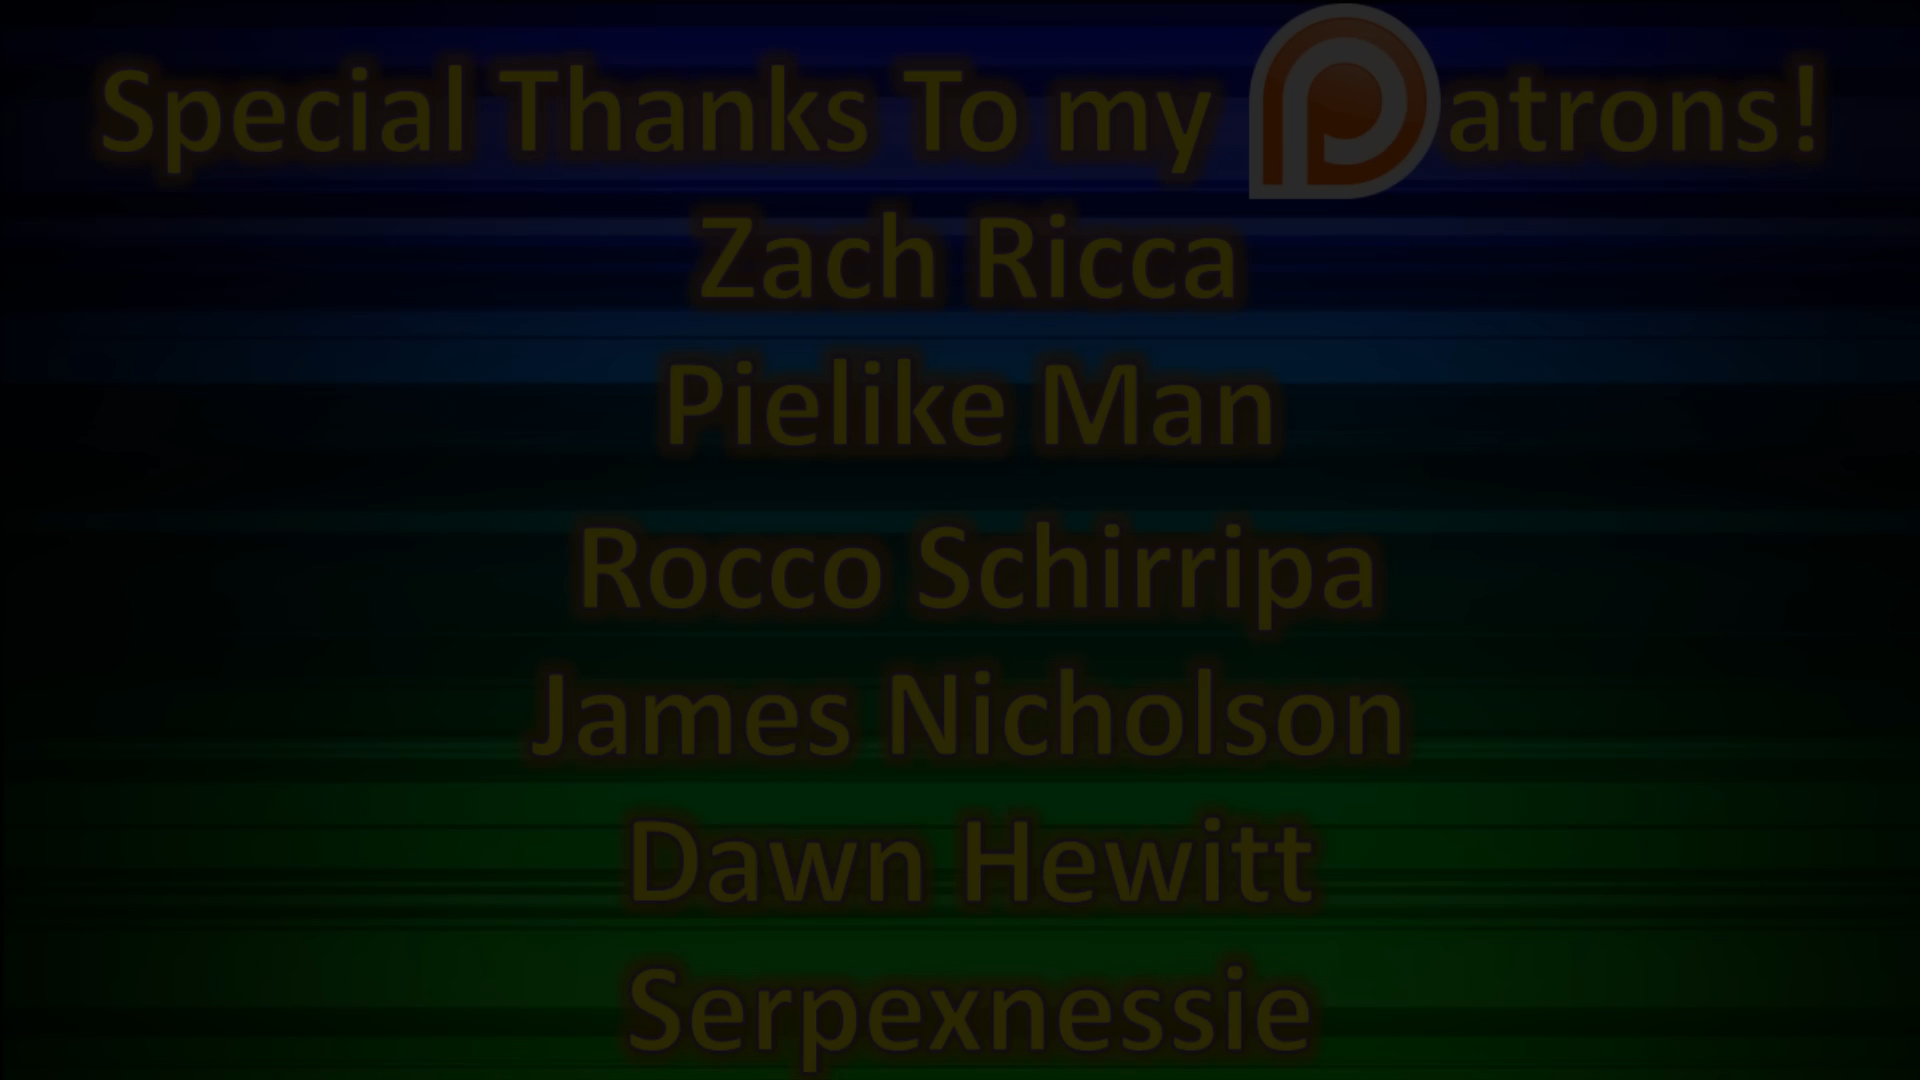 Special Thanks To my Patrons!
Zach Ricca
Pielike Man
Rocco Schirripa
James Nicholson
Dawn Hewitt
Serpexnessie